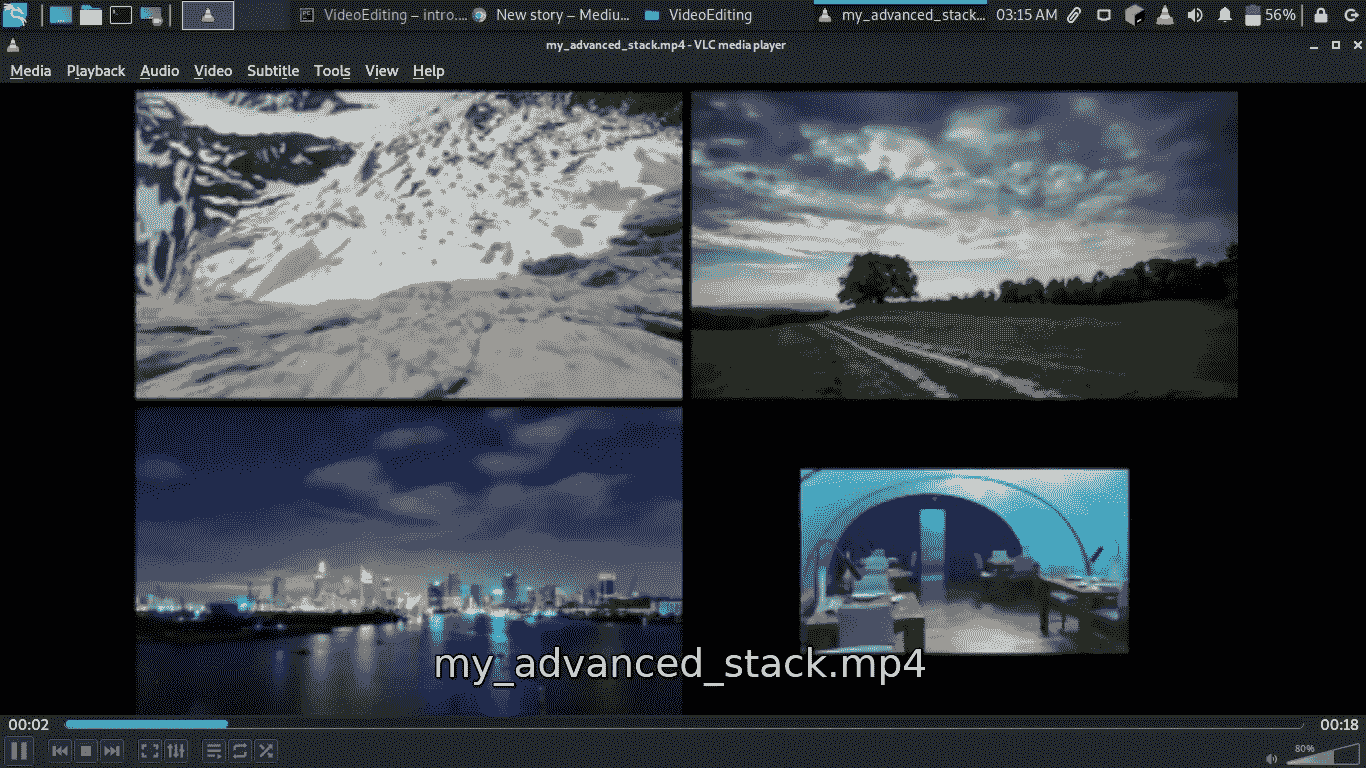 VideoEditing – intro.... New story – Mediu... VideoEditing my_advanced_stack... 03:15 AM 56%
my_advanced_stack.mp4 - VLC media player
Media Playback Audio Video Subtitle Tools View Help
my_advanced_stack.mp4
00:02 00:18
80%